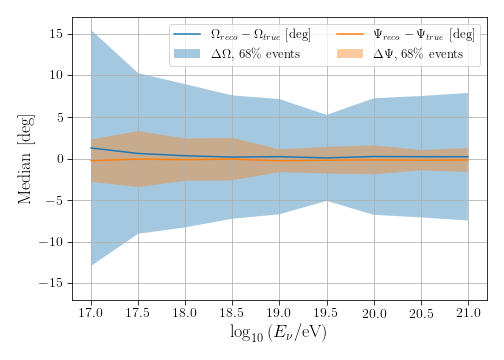 Ω_reco − Ω_true [deg]
ΔΩ, 68% events
Ψ_reco − Ψ_true [deg]
ΔΨ, 68% events
15
10
5
0
−5
−10
−15
Median [deg]
17.0 17.5 18.0 18.5 19.0 19.5 20.0 20.5 21.0
log₁₀ (E_ν/eV)